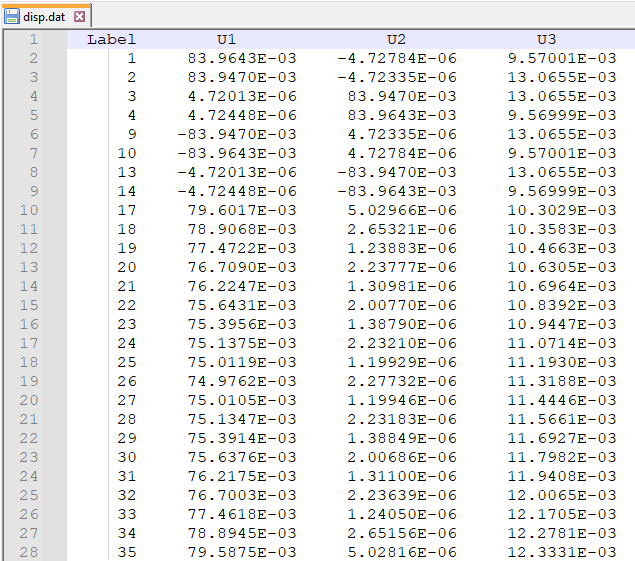 disp.dat
1 Label U1 U2 U3
2 1 83.9643E-03 -4.72784E-06 9.57001E-03
3 2 83.9470E-03 -4.72335E-06 13.0655E-03
4 3 4.72013E-06 83.9470E-03 13.0655E-03
5 4 4.72448E-06 83.9643E-03 9.56999E-03
6 9 -83.9470E-03 4.72335E-06 13.0655E-03
7 10 -83.9643E-03 4.72784E-06 9.57001E-03
8 13 -4.72013E-06 -83.9470E-03 13.0655E-03
9 14 -4.72448E-06 -83.9643E-03 9.56999E-03
10 17 79.6017E-03 5.02966E-06 10.3029E-03
11 18 78.9068E-03 2.65321E-06 10.3583E-03
12 19 77.4722E-03 1.23883E-06 10.4663E-03
13 20 76.7090E-03 2.23777E-06 10.6305E-03
14 21 76.2247E-03 1.30981E-06 10.6964E-03
15 22 75.6431E-03 2.00770E-06 10.8392E-03
16 23 75.3956E-03 1.38790E-06 10.9447E-03
17 24 75.1375E-03 2.23210E-06 11.0714E-03
18 25 75.0119E-03 1.19929E-06 11.1930E-03
19 26 74.9762E-03 2.27732E-06 11.3188E-03
20 27 75.0105E-03 1.19946E-06 11.4446E-03
21 28 75.1347E-03 2.23183E-06 11.5661E-03
22 29 75.3914E-03 1.38849E-06 11.6927E-03
23 30 75.6376E-03 2.00686E-06 11.7982E-03
24 31 76.2175E-03 1.31100E-06 11.9408E-03
25 32 76.7003E-03 2.23639E-06 12.0065E-03
26 33 77.4618E-03 1.24050E-06 12.1705E-03
27 34 78.8945E-03 2.65156E-06 12.2781E-03
28 35 79.5875E-03 5.02816E-06 12.3331E-03